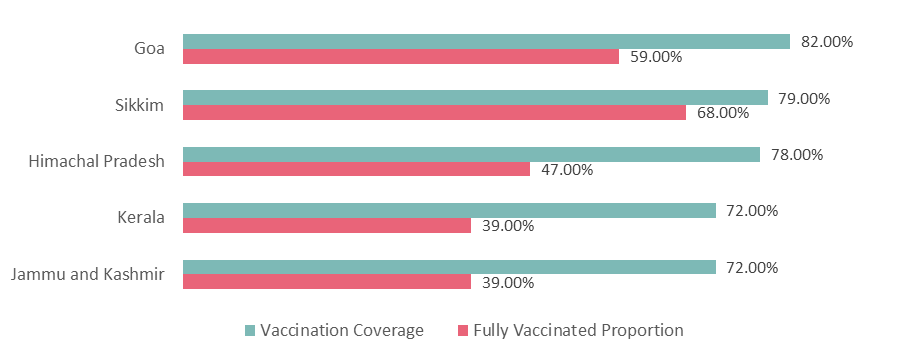 Goa
82.00%
59.00%
Sikkim
79.00%
68.00%
Himachal Pradesh
78.00%
47.00%
Kerala
72.00%
39.00%
Jammu and Kashmir
72.00%
39.00%
Vaccination Coverage
Fully Vaccinated Proportion